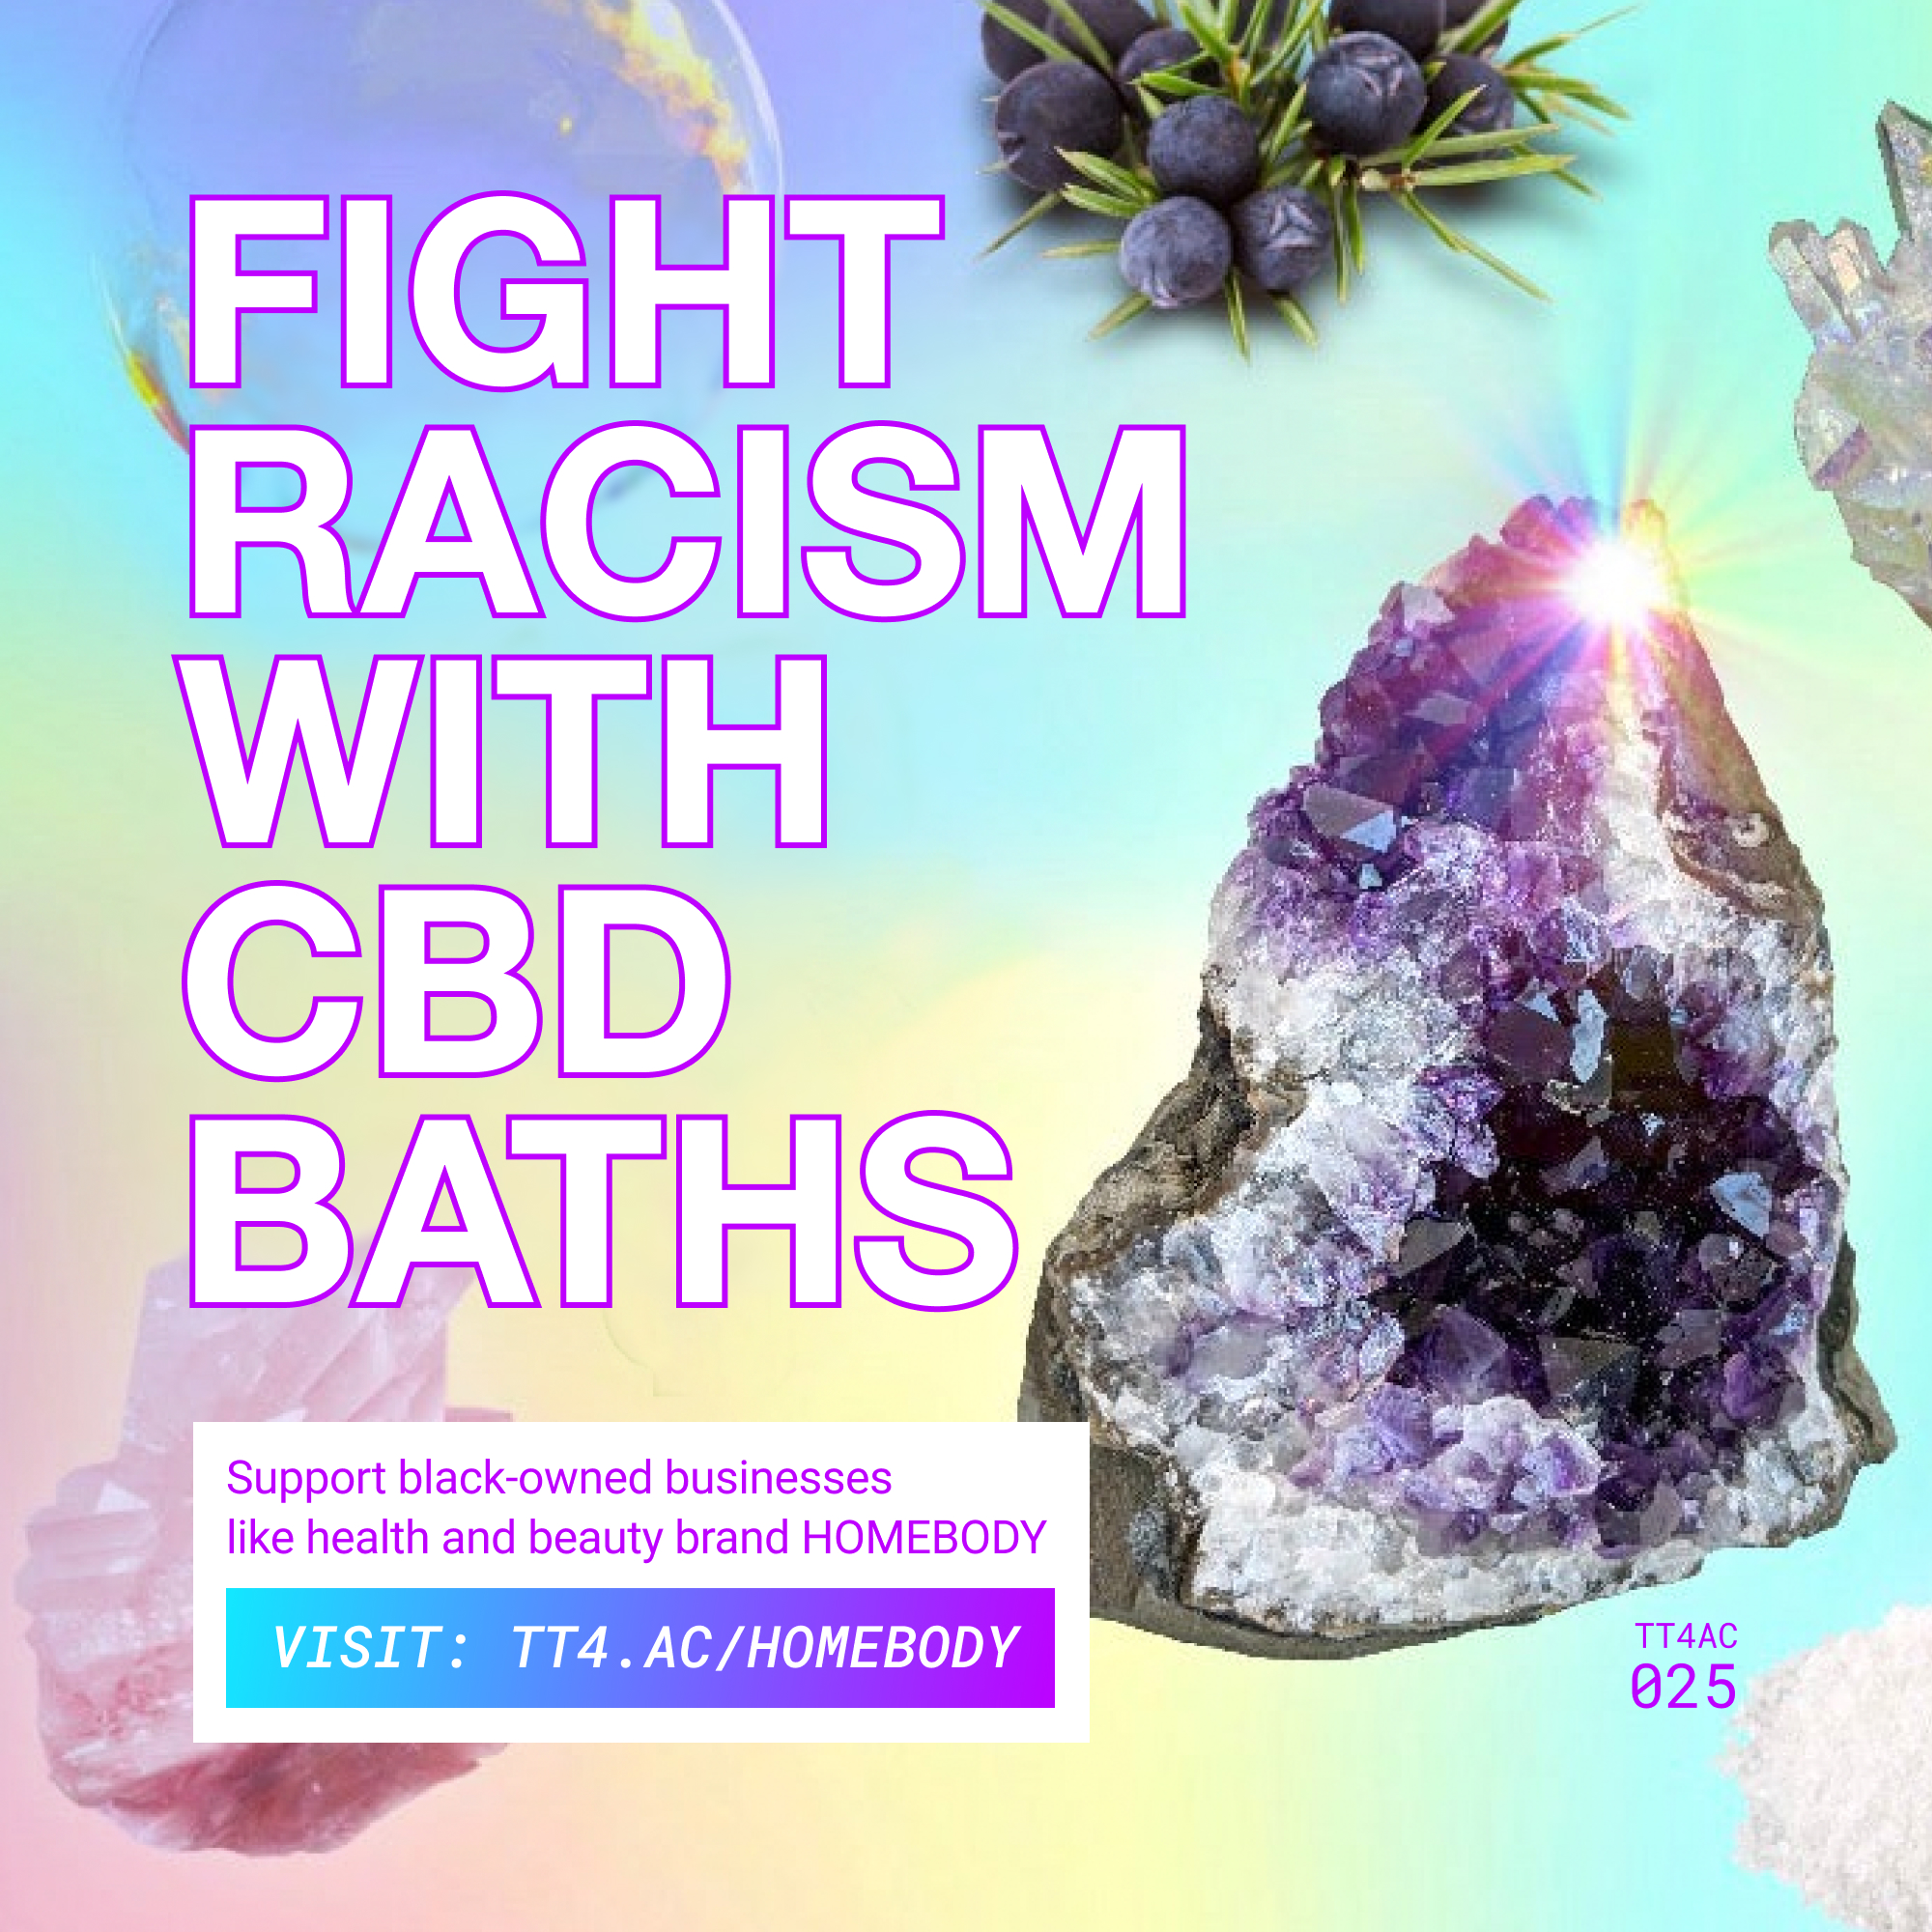 FIGHT
RACISM
WITH
CBD
BATHS
Support black-owned businesses
like health and beauty brand HOMEBODY
VISIT: TT4.AC/HOMEBODY
TT4AC
025